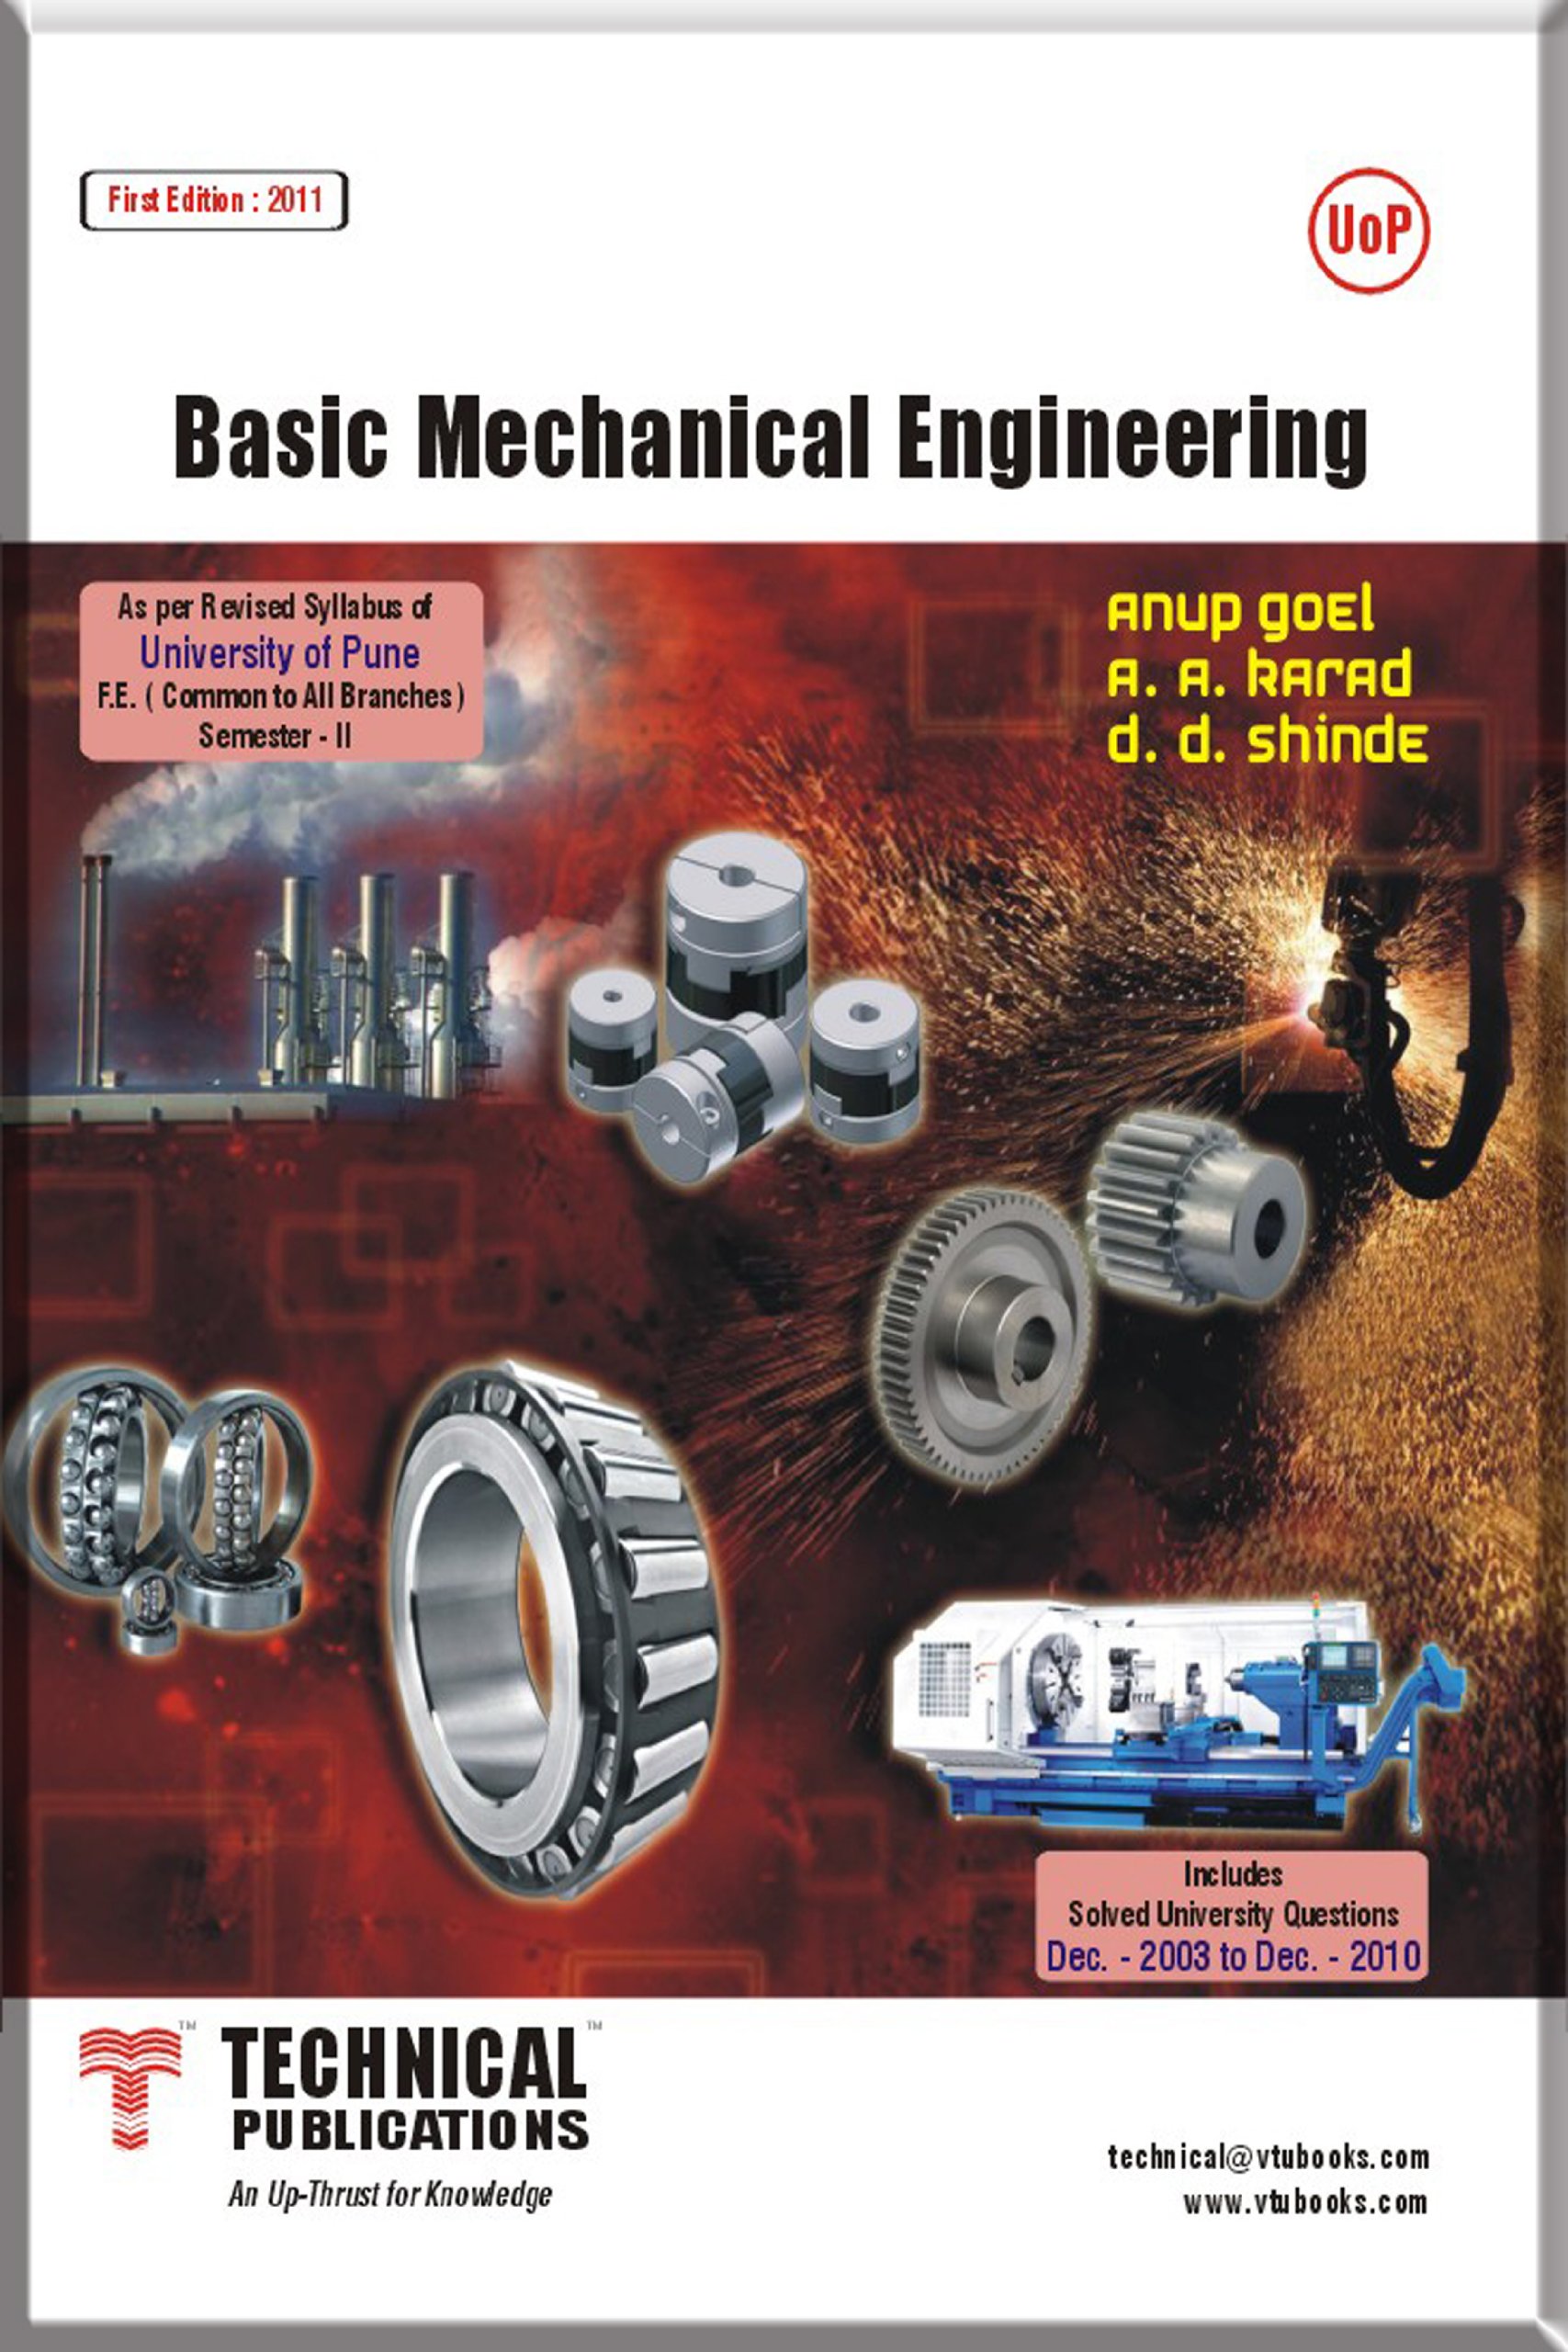 First Edition : 2011
UoP
Basic Mechanical Engineering
As per Revised Syllabus of
University of Pune
F.E. ( Common to All Branches )
Semester - II
Anup Goel
A. A. Karad
D. D. Shinde
Includes
Solved University Questions
Dec. - 2003 to Dec. - 2010
TM
TECHNICAL TM
PUBLICATIONS
An Up-Thrust for Knowledge
technical@vtubooks.com
www.vtubooks.com